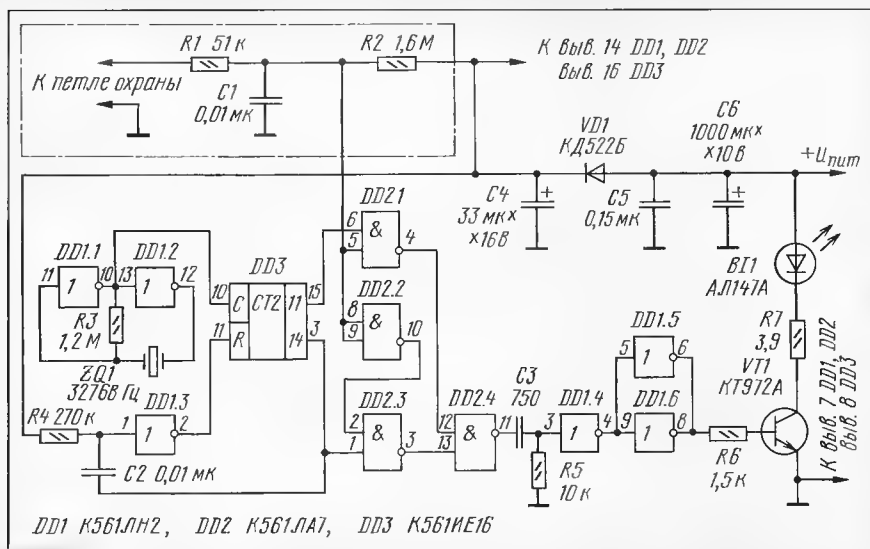 R1 51 к
R2 1,6 М
К петле охраны
C1
0,01 мк
К выв. 14 DD1, DD2
выв. 16 DD3
VD1
КД522Б
C6
1000 мк×
×10 В
+Uпит
C4
33 мк×
×16 В
C5
0,15 мк
DD2.1
6
5
&
4
DD2.2
8
9
&
10
DD1.1
11
1
10
DD1.2
13
1
12
R3
1,2 М
ZQ1
32768 Гц
DD3
10
C
11
R
CT2
11
15
14
3
R4 270 к
DD1.3
1
1
2
C2 0,01 мк
DD2.3
2
1
&
3
DD2.4
12
13
&
11
C3
750
DD1.4
3
1
4
R5
10 к
DD1.5
5
1
6
DD1.6
9
1
8
R6
1,5 к
BI1
АЛ147А
R7
3,9
VT1
КТ972А
К выв. 7 DD1, DD2
выв. 8 DD3
DD1 К561ЛН2, DD2 К561ЛА7, DD3 К561ИЕ16